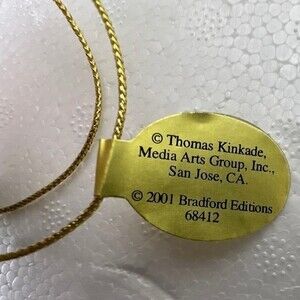 © Thomas Kinkade,
Media Arts Group, Inc.,
San Jose, CA.
© 2001 Bradford Editions
68412